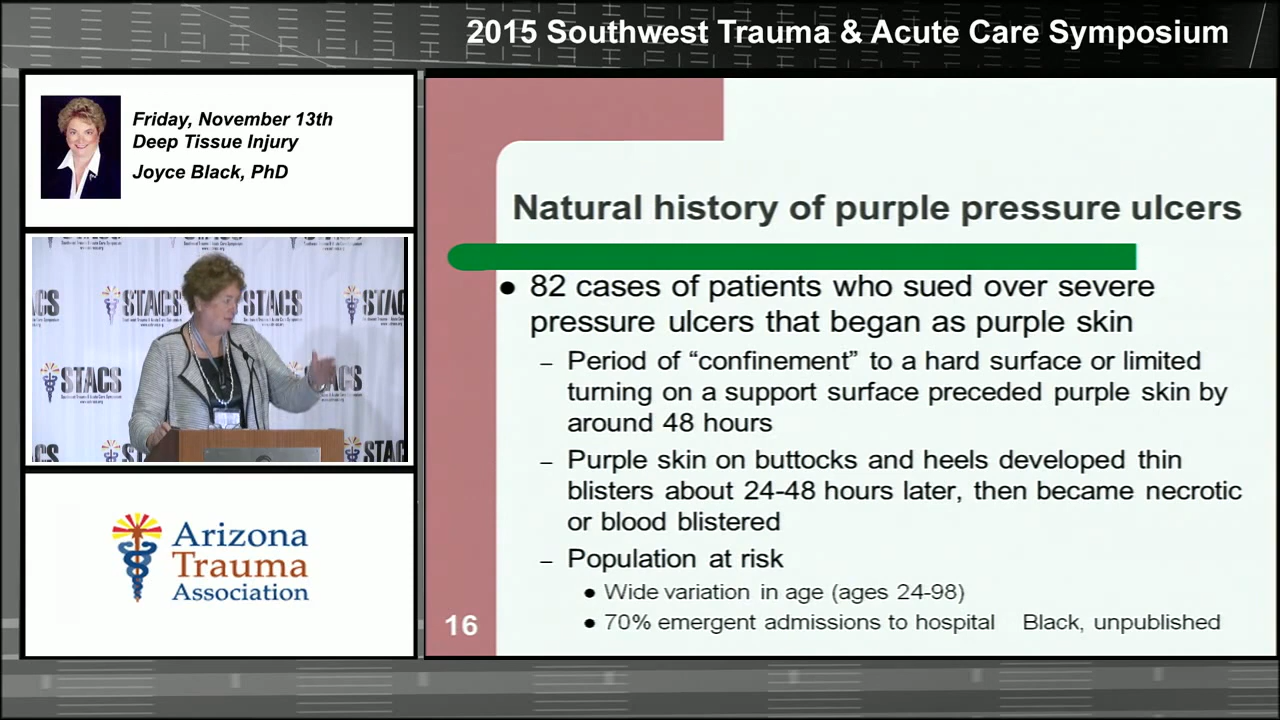 2015 Southwest Trauma & Acute Care Symposium
Friday, November 13th
Deep Tissue Injury
Joyce Black, PhD
STACS
STACS
STACS
STACS
Arizona
Trauma
Association
Natural history of purple pressure ulcers
● 82 cases of patients who sued over severe
pressure ulcers that began as purple skin
– Period of “confinement” to a hard surface or limited
turning on a support surface preceded purple skin by
around 48 hours
– Purple skin on buttocks and heels developed thin
blisters about 24-48 hours later, then became necrotic
or blood blistered
– Population at risk
● Wide variation in age (ages 24-98)
● 70% emergent admissions to hospital Black, unpublished
16